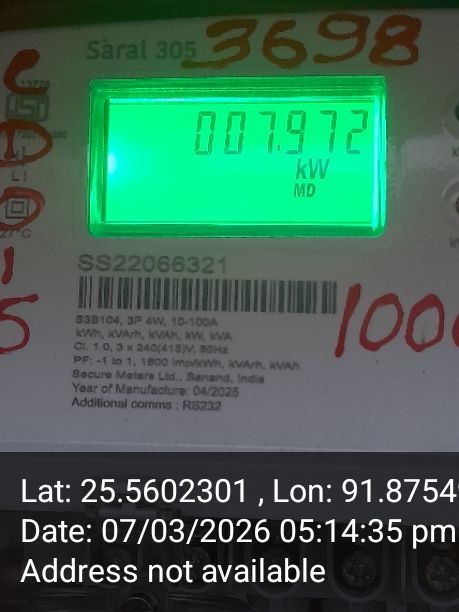 Saral 305 3698
007.972
kW
MD
C
D
D
1
5
SS22066321
S3B104, 3P 4W, 10-100A
kWh, kVArh, kVAh, kW, kVA
Cl. 1.0, 3 x 240(415)V, 50Hz
PF: -1 to 1, 1600 imp/kWh, kVArh, kVAh
Secure Meters Ltd., Sanand, India
Year of Manufacture: 04/2025
Additional comms : RS232
Lat: 25.5602301 , Lon: 91.8754
Date: 07/03/2026 05:14:35 pm
Address not available